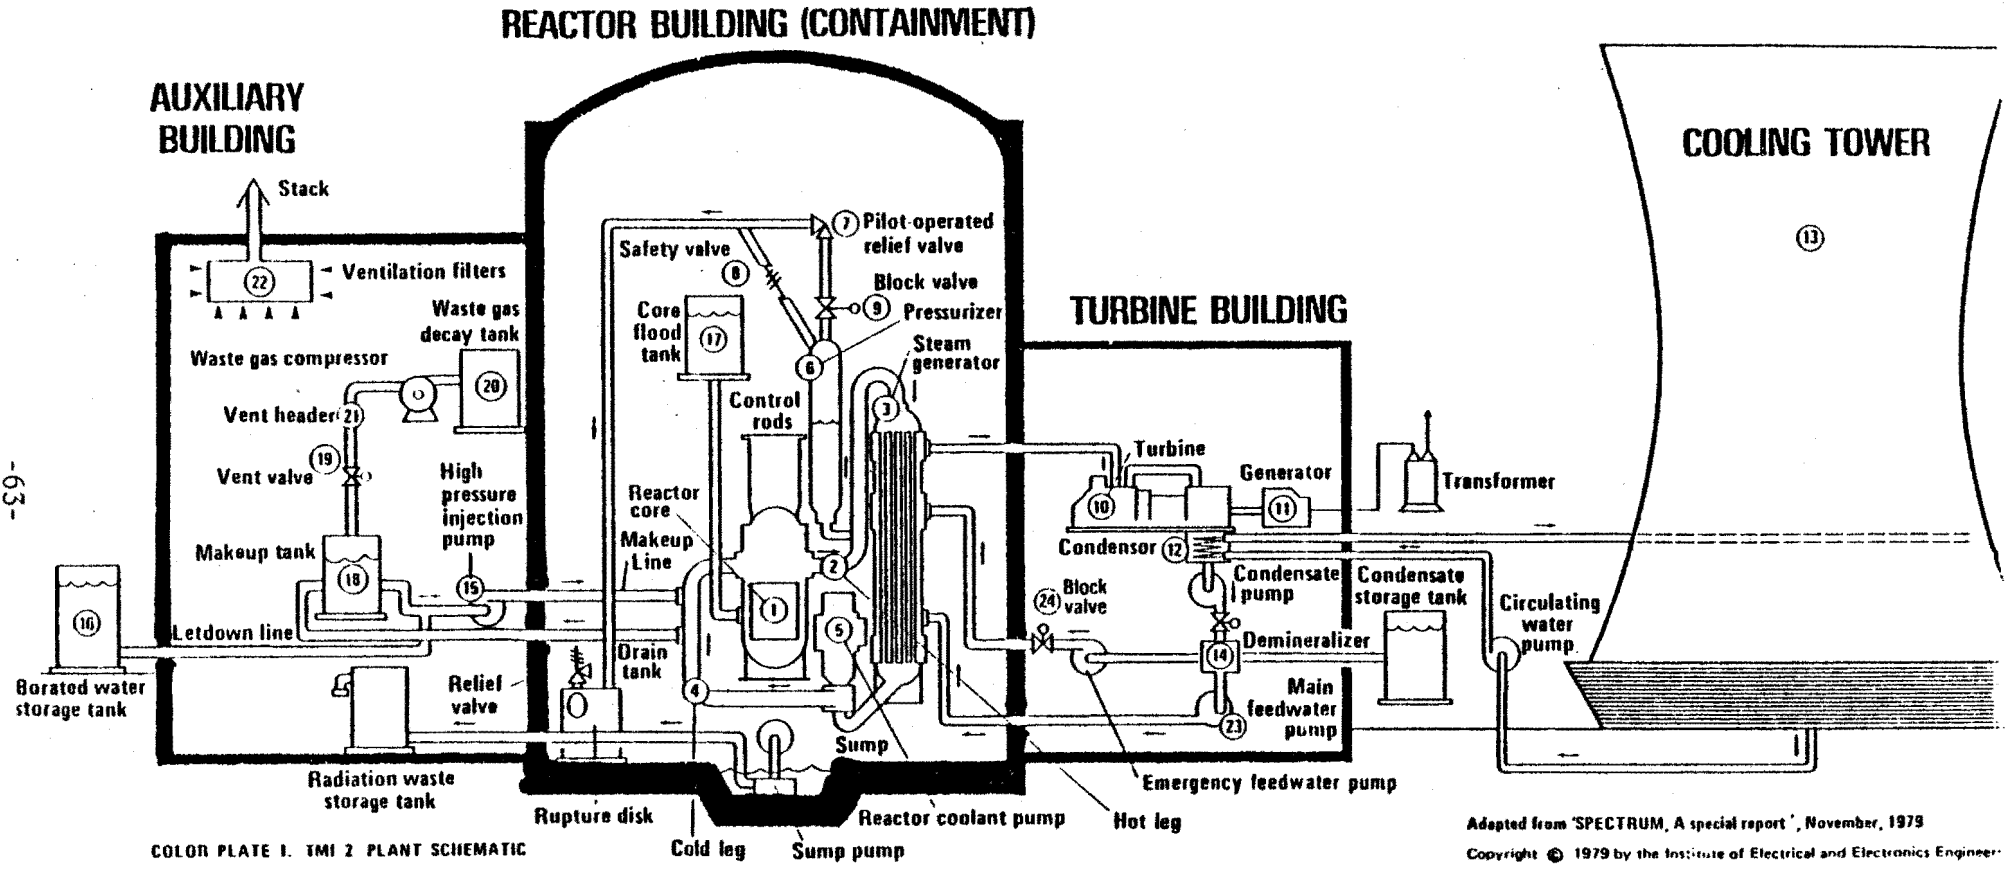 REACTOR BUILDING (CONTAINMENT)
AUXILIARY
BUILDING
COOLING TOWER
TURBINE BUILDING
Stack
22
Ventilation filters
Waste gas
decay tank
20
Waste gas compressor
Vent header
21
19
Vent valve
High
pressure
injection
pump
15
Makeup tank
18
16
Letdown line
Borated water
storage tank
Radiation waste
storage tank
7
Pilot-operated
relief valve
Safety valve
8
Block valve
9
Pressurizer
Core
flood
tank
17
6
Steam
generator
3
Control
rods
Reactor
core
Makeup
Line
2
1
5
Drain
tank
4
Relief
valve
Sump
Rupture disk
Cold leg
Sump pump
Reactor coolant pump
Hot leg
Turbine
10
Generator
11
Transformer
Condensor
12
Condensate
pump
Condensate
storage tank
24
Block
valve
Demineralizer
14
Main
feedwater
pump
23
Emergency feedwater pump
Circulating
water
pump
13
-63-
COLOR PLATE I. TMI 2 PLANT SCHEMATIC
Adapted from 'SPECTRUM, A special report', November, 1979
Copyright © 1979 by the Institute of Electrical and Electronics Engineer